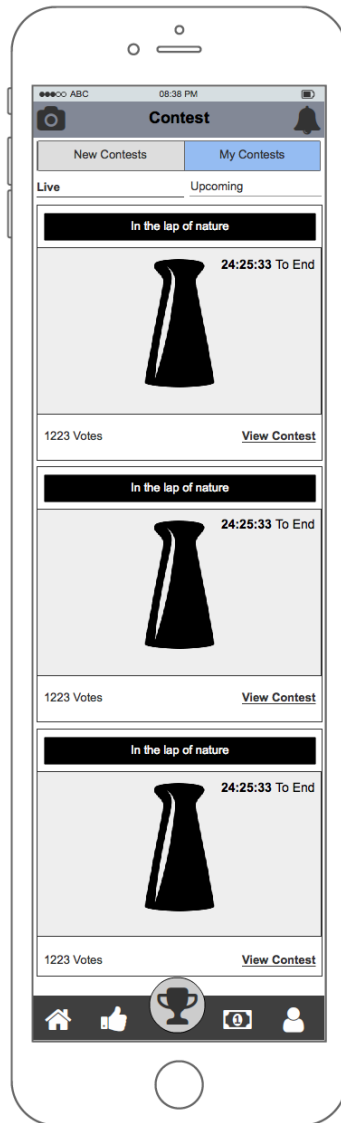 ABC 08:38 PM
Contest
New Contests My Contests
Live Upcoming
In the lap of nature
24:25:33 To End
1223 Votes View Contest
In the lap of nature
24:25:33 To End
1223 Votes View Contest
In the lap of nature
24:25:33 To End
1223 Votes View Contest
1